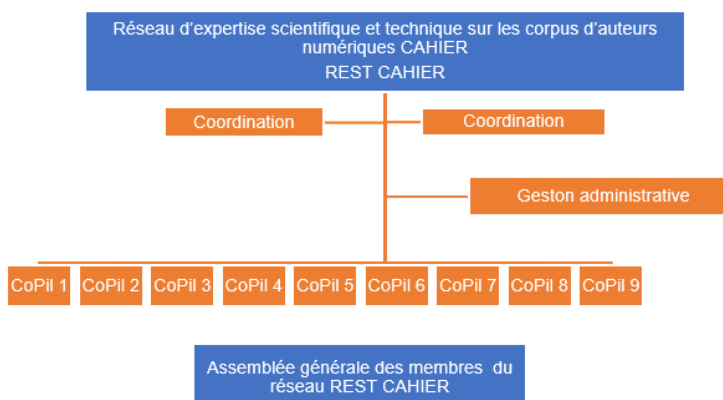 Réseau d'expertise scientifique et technique sur les corpus d'auteurs
numériques CAHIER
REST CAHIER
Coordination
Coordination
Geston administrative
CoPil 1
CoPil 2
CoPil 3
CoPil 4
CoPil 5
CoPil 6
CoPil 7
CoPil 8
CoPil 9
Assemblée générale des membres du
réseau REST CAHIER